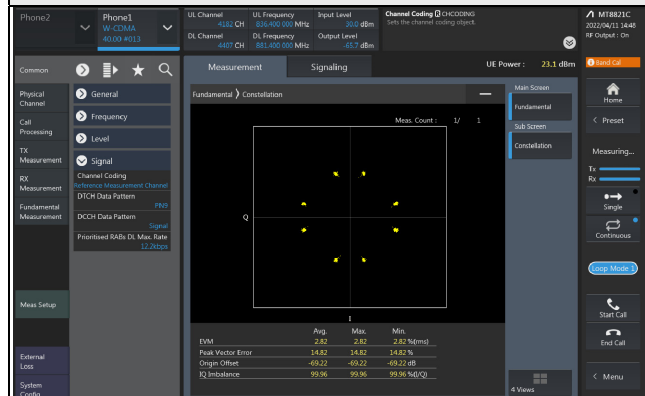 Phone2
Phone1
W-CDMA
40.00 #013
UL Channel
4182 CH
UL Frequency
836.400 000 MHz
Input Level
30.0 dBm
DL Channel
4407 CH
DL Frequency
881.400 000 MHz
Output Level
-65.7 dBm
Channel Coding CHCODING
Sets the channel coding object.
MT8821C
2022/04/11 14:48
RF Output : On
Common
Measurement
Signaling
UE Power : 23.1 dBm
Band Cal
Physical
Channel
Call
Processing
TX
Measurement
RX
Measurement
Fundamental
Measurement
Meas Setup
External
Loss
System
Config
General
Frequency
Level
Signal
Channel Coding
Reference Measurement Channel
DTCH Data Pattern
PN9
DCCH Data Pattern
Signal
Prioritised RABs DL Max. Rate
12.2kbps
Fundamental ❭ Constellation
Meas. Count : 1/ 1
Q
I
Avg. Max. Min.
EVM 2.82 2.82 2.82 %(rms)
Peak Vector Error 14.82 14.82 14.82 %
Origin Offset -69.22 -69.22 -69.22 dB
IQ Imbalance 99.96 99.96 99.96 %(I/Q)
Main Screen
Fundamental
Sub Screen
Constellation
4 Views
Home
Preset
Measuring...
Tx
Rx
Single
Continuous
Loop Mode 1
Start Call
End Call
Menu